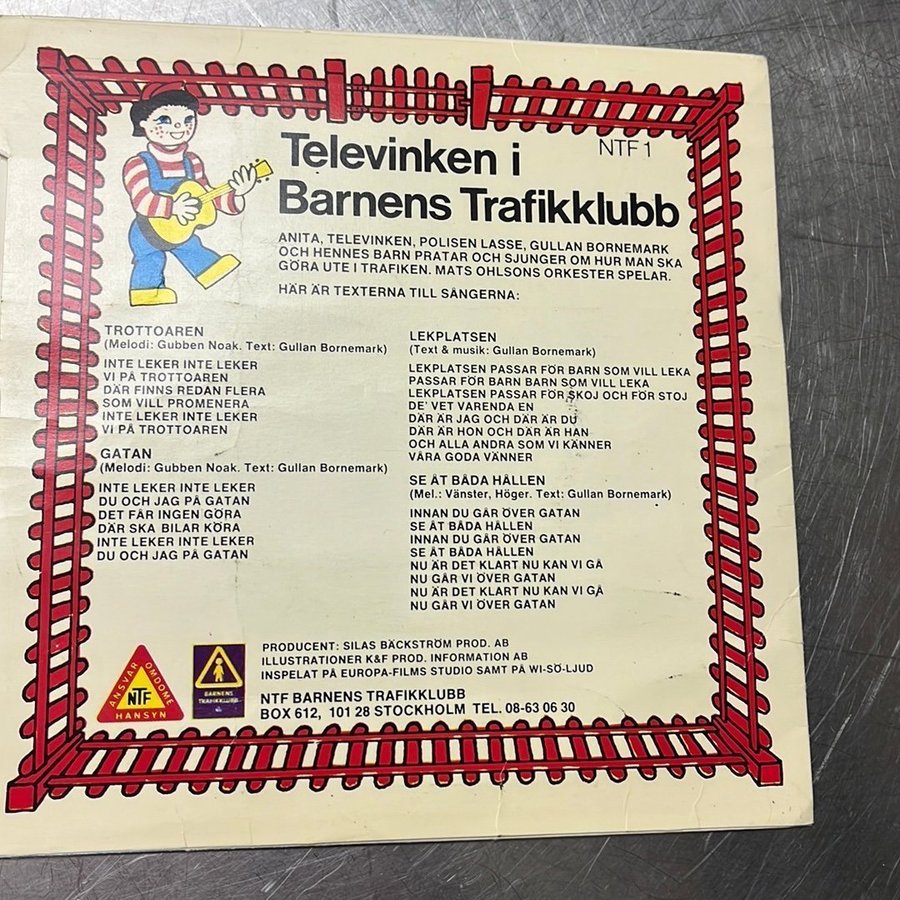 Televinken i
NTF 1
Barnens Trafikklubb
ANITA, TELEVINKEN, POLISEN LASSE, GULLAN BORNEMARK
OCH HENNES BARN PRATAR OCH SJUNGER OM HUR MAN SKA
GÖRA UTE I TRAFIKEN. MATS OHLSONS ORKESTER SPELAR.
HÄR ÄR TEXTERNA TILL SÅNGERNA:
TROTTOAREN
(Melodi: Gubben Noak. Text: Gullan Bornemark)
INTE LEKER INTE LEKER
VI PÅ TROTTOAREN
DÄR FINNS REDAN FLERA
SOM VILL PROMENERA
INTE LEKER INTE LEKER
VI PÅ TROTTOAREN
GATAN
(Melodi: Gubben Noak. Text: Gullan Bornemark)
INTE LEKER INTE LEKER
DU OCH JAG PÅ GATAN
DET FÅR INGEN GÖRA
DÄR SKA BILAR KÖRA
INTE LEKER INTE LEKER
DU OCH JAG PÅ GATAN
LEKPLATSEN
(Text & musik: Gullan Bornemark)
LEKPLATSEN PASSAR FÖR BARN SOM VILL LEKA
PASSAR FÖR BARN BARN SOM VILL LEKA
LEKPLATSEN PASSAR FÖR SKOJ OCH FÖR STOJ
DE' VET VARENDA EN
DÄR ÄR JAG OCH DÄR ÄR DU
DÄR ÄR HON OCH DÄR ÄR HAN
OCH ALLA ANDRA SOM VI KÄNNER
VÅRA GODA VÄNNER
SE ÅT BÅDA HÅLLEN
(Mel.: Vänster, Höger. Text: Gullan Bornemark)
INNAN DU GÅR ÖVER GATAN
SE ÅT BÅDA HÅLLEN
INNAN DU GÅR ÖVER GATAN
SE ÅT BÅDA HÅLLEN
NU ÄR DET KLART NU KAN VI GÅ
NU GÅR VI ÖVER GATAN
NU ÄR DET KLART NU KAN VI GÅ
NU GÅR VI ÖVER GATAN
ANSVAR OMDÖME
NTF
HÄNSYN
BARNENS
TRAFIKKLUBB
PRODUCENT: SILAS BÄCKSTRÖM PROD. AB
ILLUSTRATIONER K&F PROD. INFORMATION AB
INSPELAT PÅ EUROPA-FILMS STUDIO SAMT PÅ WI-SÖ-LJUD
NTF BARNENS TRAFIKKLUBB
BOX 612, 101 28 STOCKHOLM TEL. 08-63 06 30